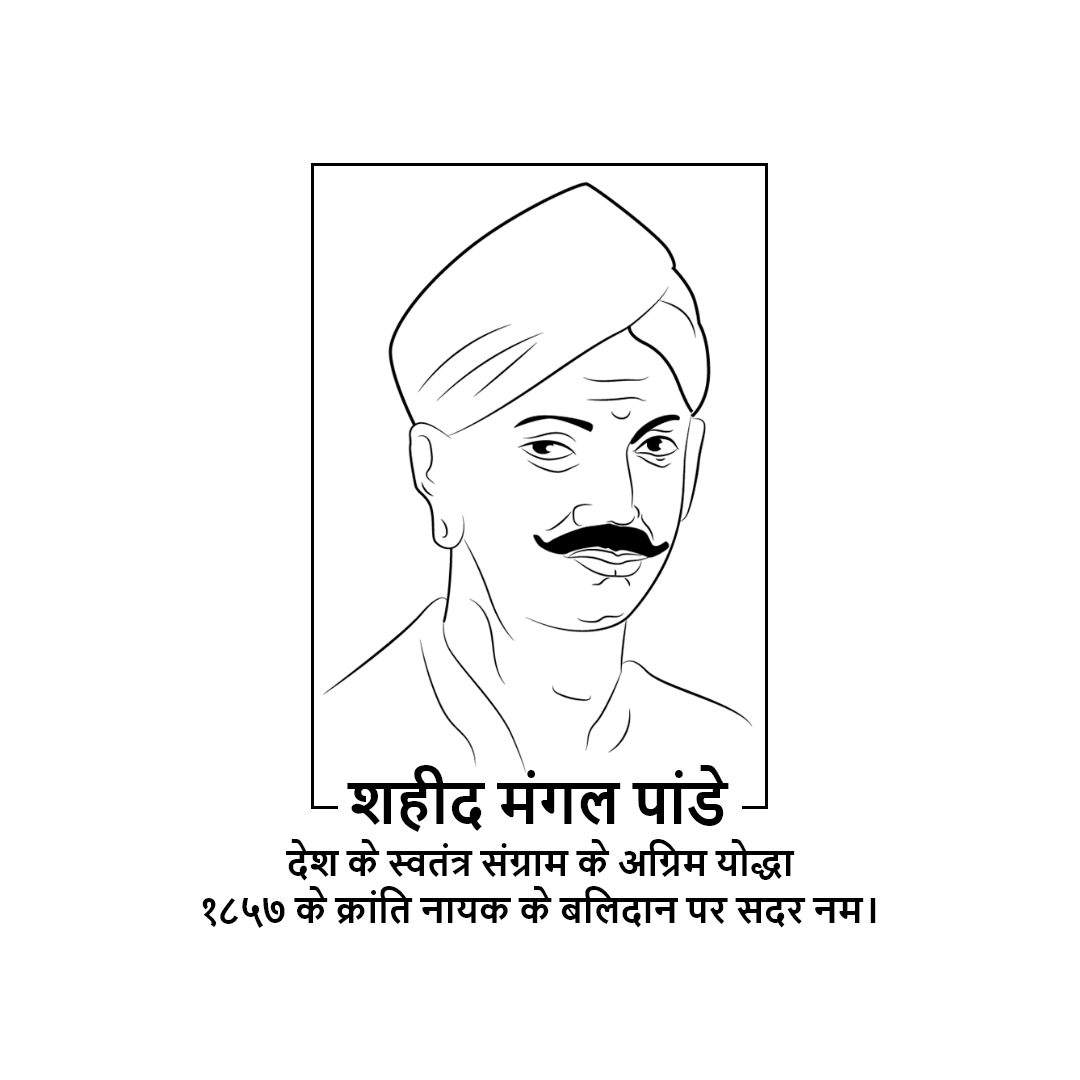 शहीद मंगल पांडे
देश के स्वतंत्र संग्राम के अग्रिम योद्धा
१८५७ के क्रांति नायक के बलिदान पर सदर नम।